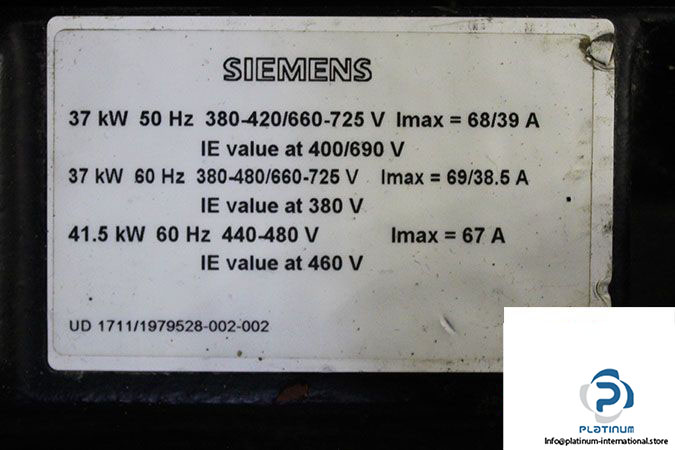 SIEMENS
37 kW 50 Hz 380-420/660-725 V Imax = 68/39 A
IE value at 400/690 V
37 kW 60 Hz 380-480/660-725 V Imax = 69/38.5 A
IE value at 380 V
41.5 kW 60 Hz 440-480 V Imax = 67 A
IE value at 460 V
UD 1711/1979528-002-002
PLATINUM
Info@platinum-international.store